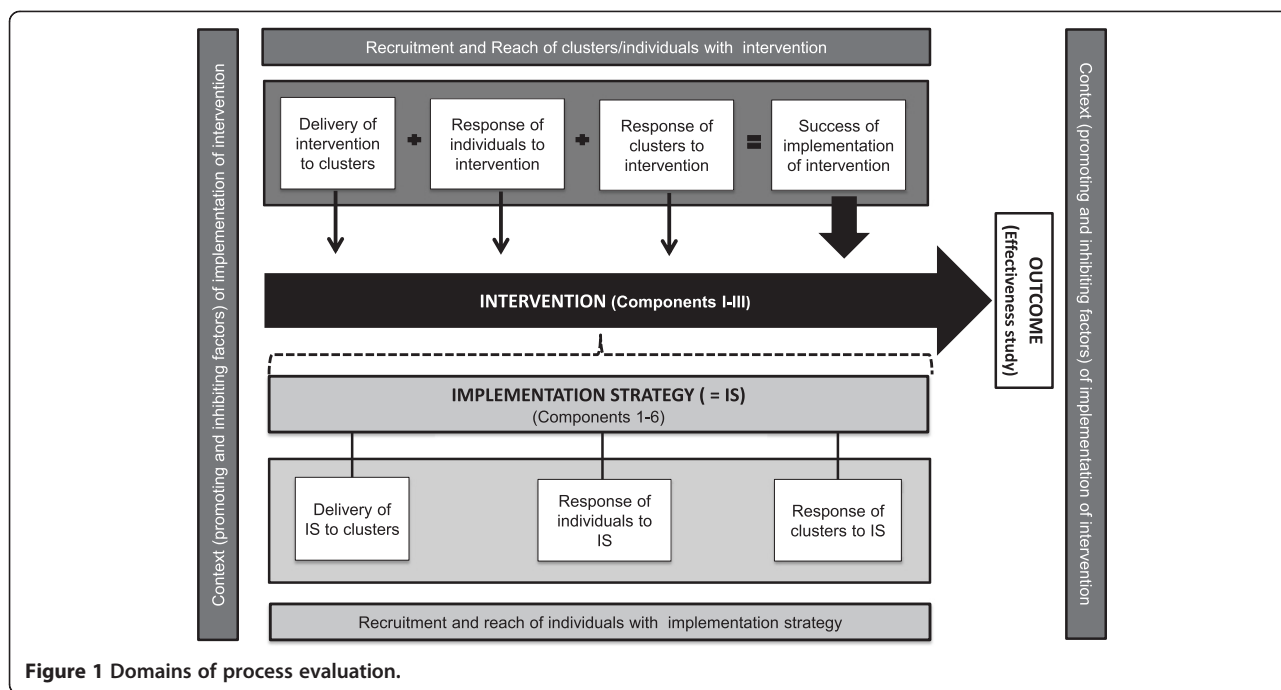 Recruitment and Reach of clusters/individuals with intervention
Context (promoting and inhibiting factors) of implementation of intervention
Delivery of
intervention
to clusters
+
Response of
individuals to
intervention
+
Response of
clusters to
intervention
=
Success of
implementation
of intervention
INTERVENTION (Components I-III)
OUTCOME
(Effectiveness study)
Context (promoting and inhibiting factors) of implementation of intervention
IMPLEMENTATION STRATEGY ( = IS)
(Components 1-6)
Delivery of
IS to clusters
Response of
individuals to
IS
Response of
clusters to IS
Recruitment and reach of individuals with implementation strategy
Figure 1 Domains of process evaluation.